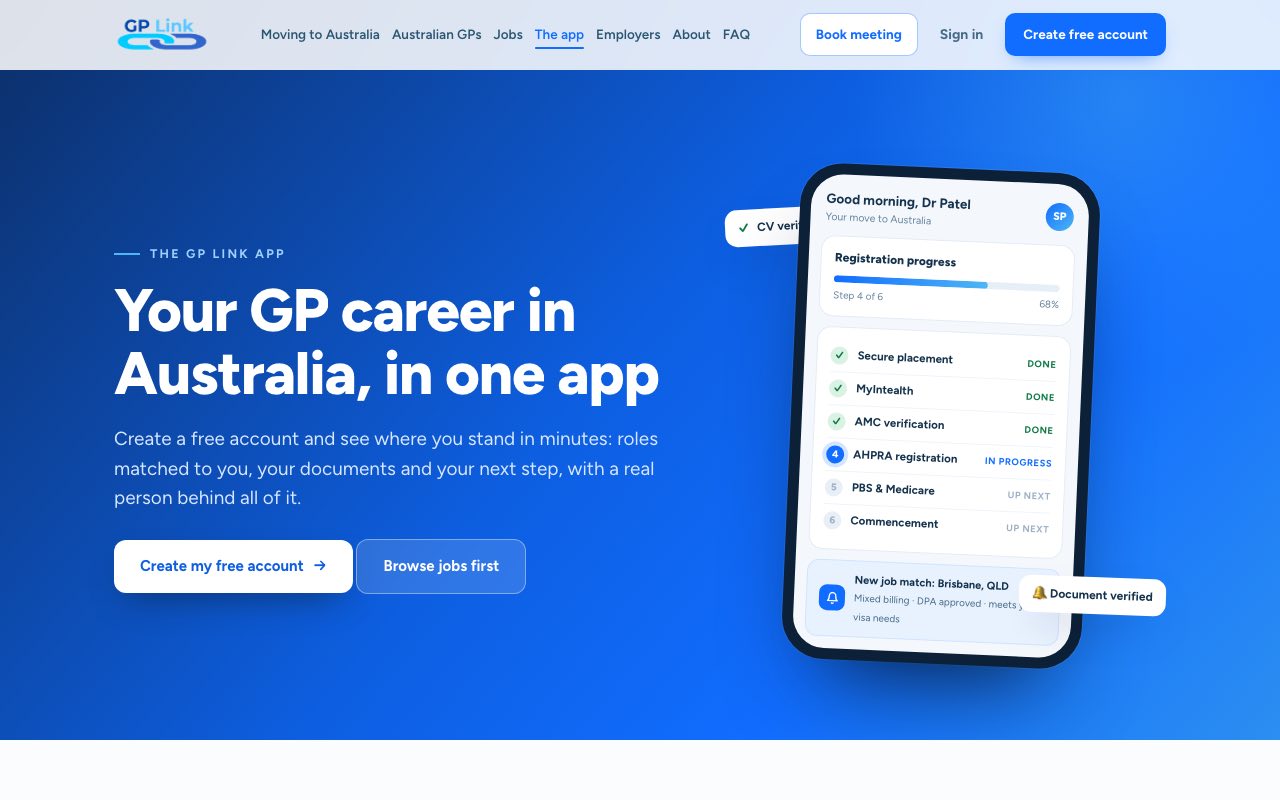 GP Link
Moving to Australia
Australian GPs
Jobs
The app
Employers
About
FAQ
Book meeting
Sign in
Create free account
THE GP LINK APP
Your GP career in
Australia, in one app
Create a free account and see where you stand in minutes: roles
matched to you, your documents and your next step, with a real
person behind all of it.
Create my free account →
Browse jobs first
✓ CV
Good morning, Dr Patel
Your move to Australia
SP
Registration progress
Step 4 of 6
68%
✓ Secure placement DONE
✓ MyIntealth DONE
✓ AMC verification DONE
4 AHPRA registration IN PROGRESS
5 PBS & Medicare UP NEXT
6 Commencement UP NEXT
New job match: Brisbane, QLD
Mixed billing · DPA approved · meets
visa needs
Document verified